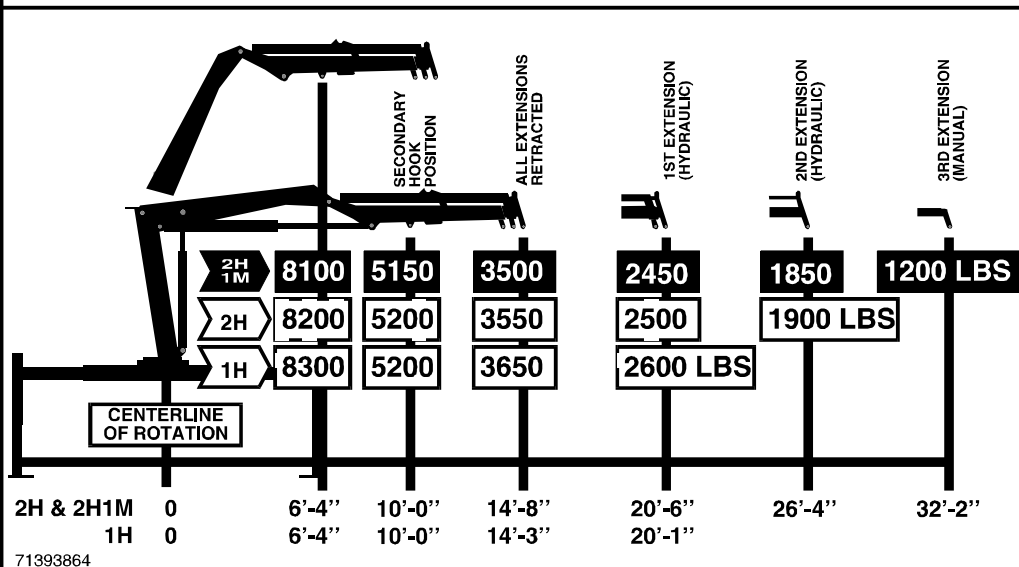 SECONDARY
HOOK
POSITION
ALL EXTENSIONS
RETRACTED
1ST EXTENSION
(HYDRAULIC)
2ND EXTENSION
(HYDRAULIC)
3RD EXTENSION
(MANUAL)
2H
1M
8100 5150 3500 2450 1850 1200 LBS
2H 8200 5200 3550 2500 1900 LBS
1H 8300 5200 3650 2600 LBS
CENTERLINE
OF ROTATION
2H & 2H1M 0 6'-4'' 10'-0'' 14'-8'' 20'-6'' 26'-4'' 32'-2''
1H 0 6'-4'' 10'-0'' 14'-3'' 20'-1''
71393864